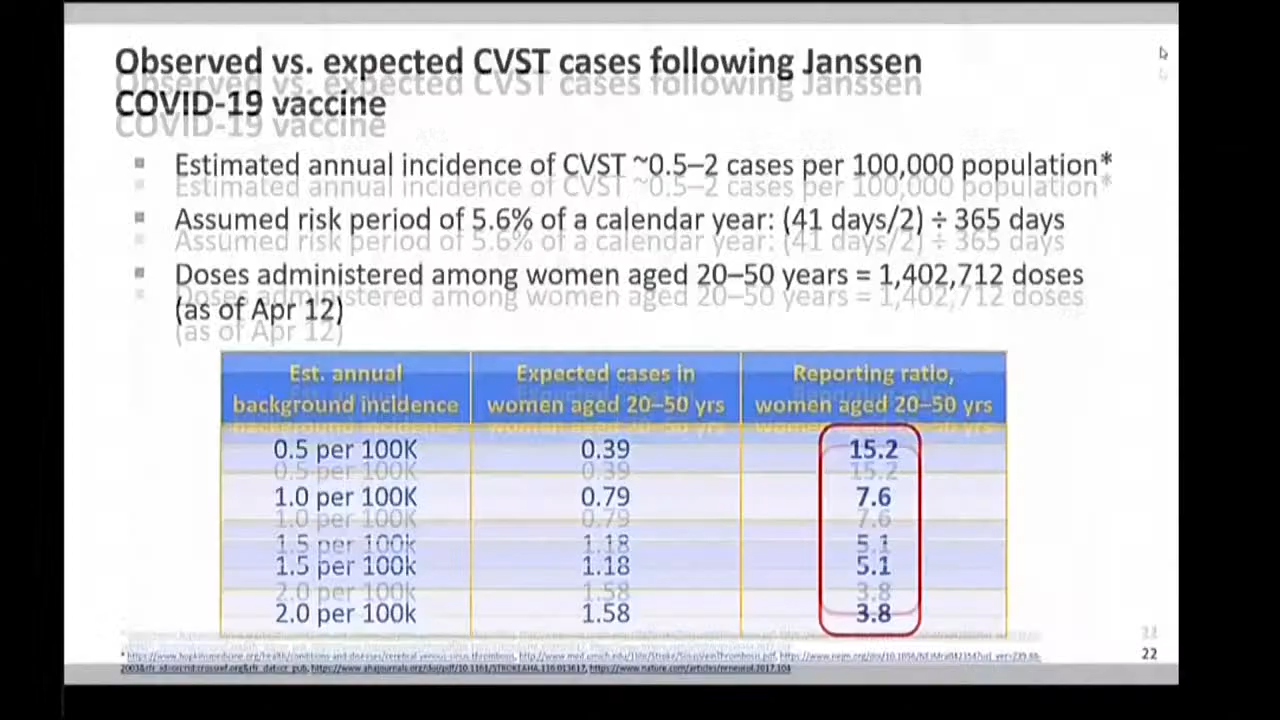 Observed vs. expected CVST cases following Janssen
COVID-19 vaccine
Estimated annual incidence of CVST ~0.5–2 cases per 100,000 population*
Assumed risk period of 5.6% of a calendar year: (41 days/2) ÷ 365 days
Doses administered among women aged 20–50 years = 1,402,712 doses
(as of Apr 12)
Est. annual background incidence
Expected cases in women aged 20–50 yrs
Reporting ratio, women aged 20–50 yrs
0.5 per 100K 0.39 15.2
1.0 per 100K 0.79 7.6
1.5 per 100k 1.18 5.1
2.0 per 100k 1.58 3.8
22